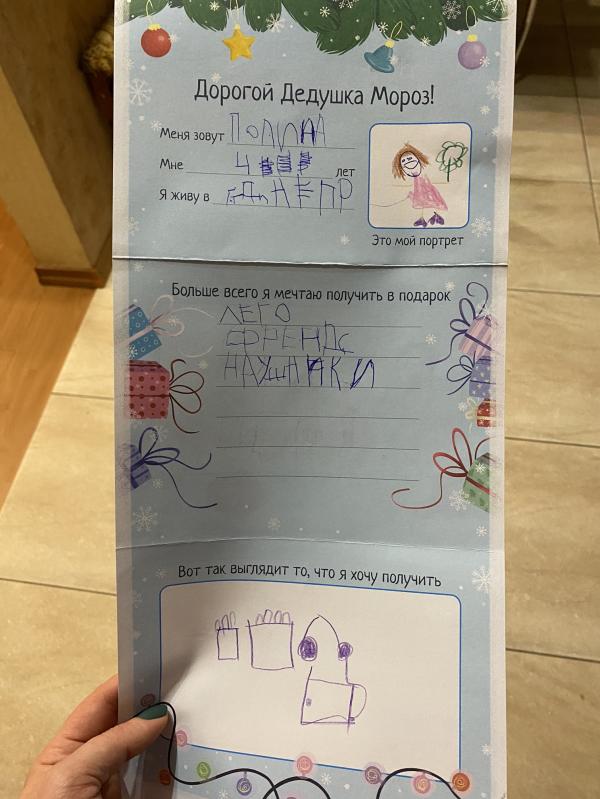 Дорогой Дедушка Мороз!
Меня зовут ПОЛИНА
Мне 4 лет
Я живу в Г.ДНЕПР
Это мой портрет
Больше всего я мечтаю получить в подарок
ЛЕГО
ФРЕНДС
НАУШНИКИ
Вот так выглядит то, что я хочу получить